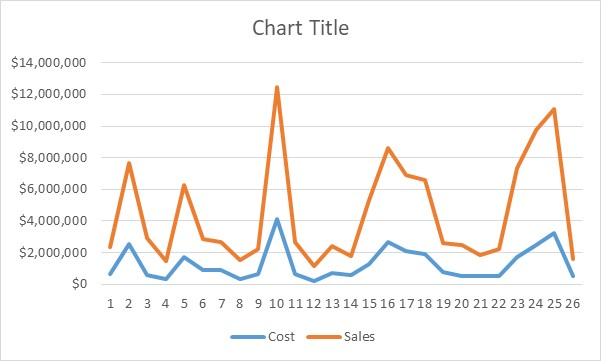 Chart Title
$14,000,000
$12,000,000
$10,000,000
$8,000,000
$6,000,000
$4,000,000
$2,000,000
$0
1 2 3 4 5 6 7 8 9 10 11 12 13 14 15 16 17 18 19 20 21 22 23 24 25 26
Cost Sales